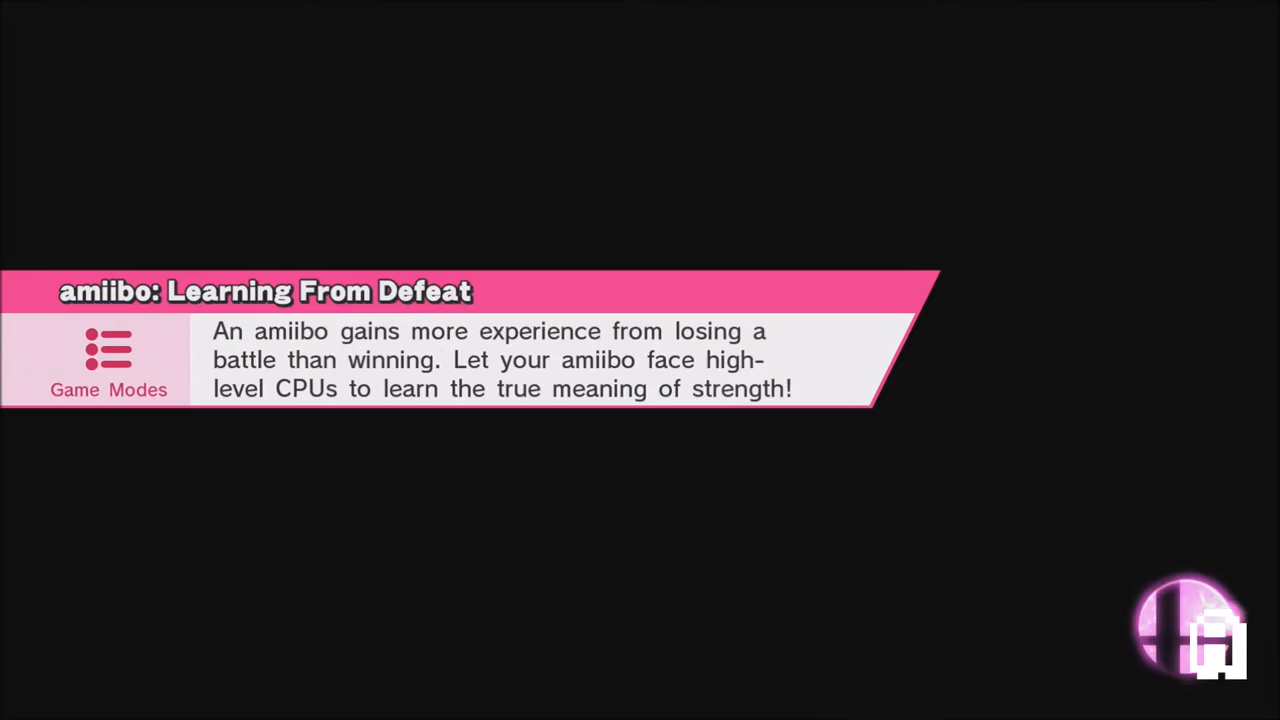 amiibo: Learning From Defeat
An amiibo gains more experience from losing a
battle than winning. Let your amiibo face high-
level CPUs to learn the true meaning of strength!
Game Modes